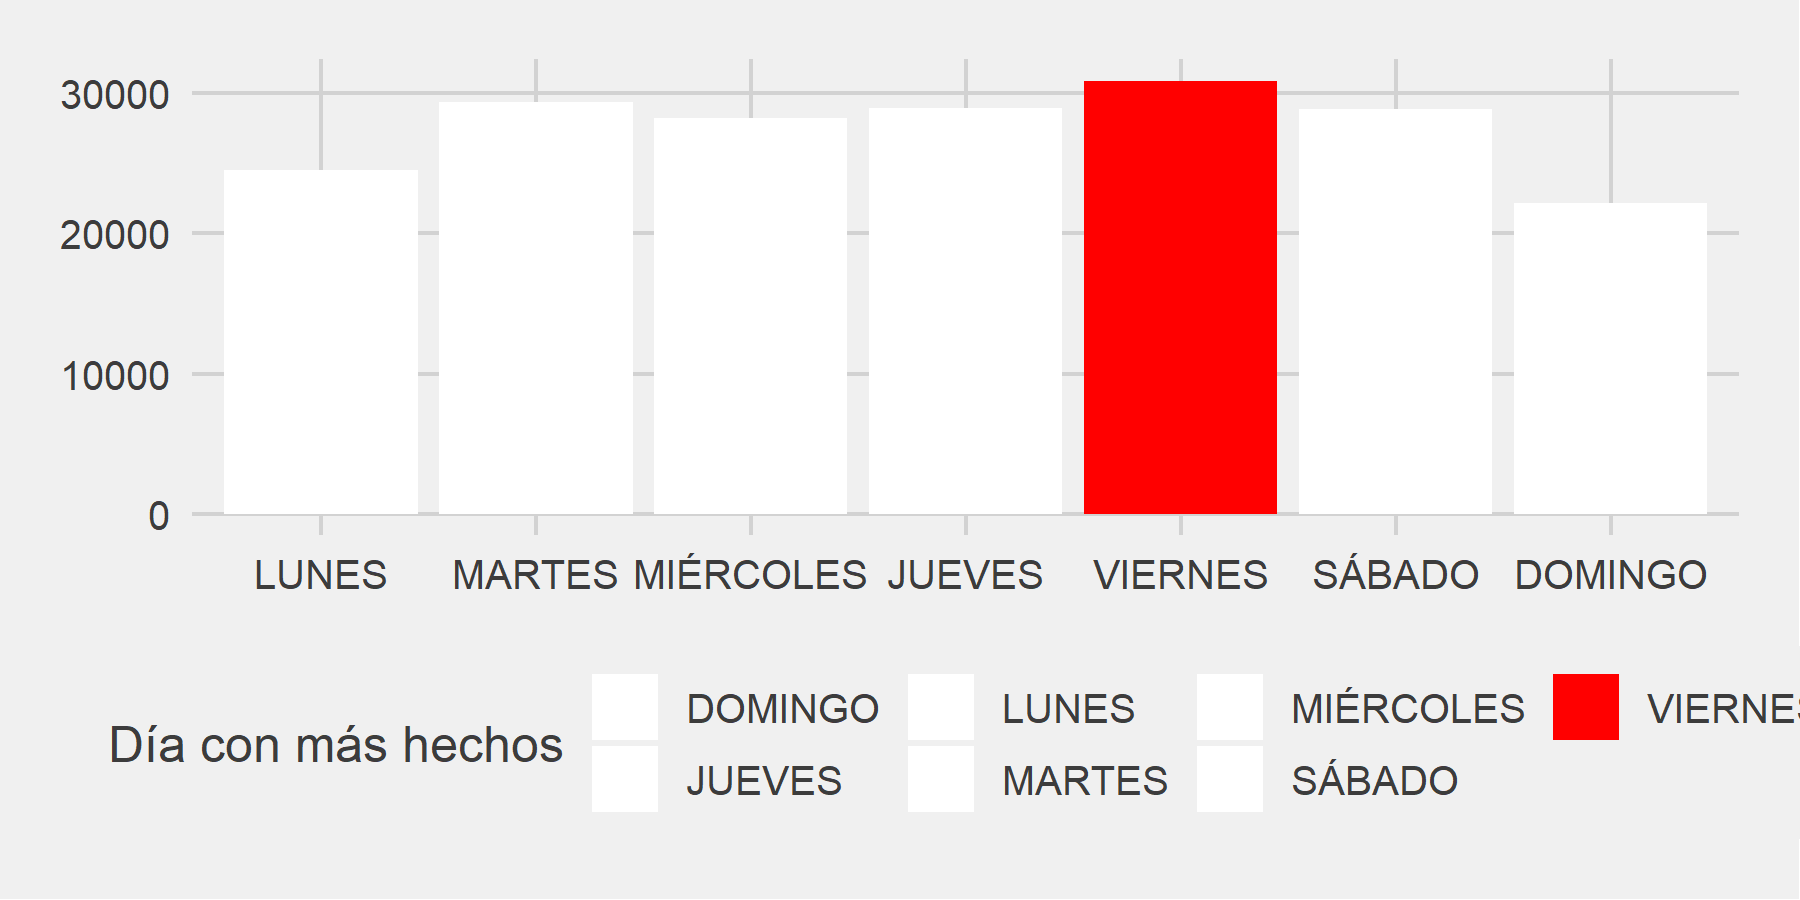 30000
20000
10000
0
LUNES MARTES MIÉRCOLES JUEVES VIERNES SÁBADO DOMINGO
Día con más hechos
DOMINGO LUNES MIÉRCOLES VIERNES
JUEVES MARTES SÁBADO